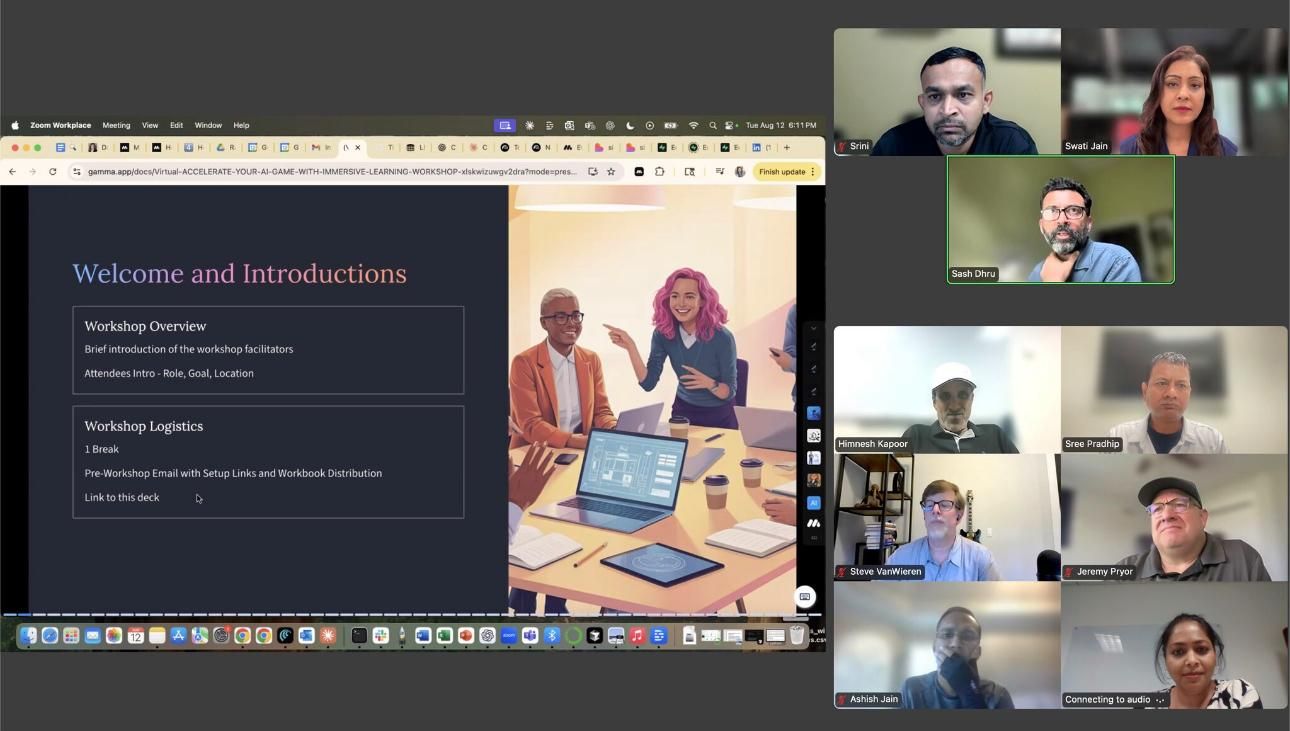 Zoom Workplace Meeting View Edit Window Help
Tue Aug 12 6:11 PM
gamma.app/docs/Virtual-ACCELERATE-YOUR-AI-GAME-WITH-IMMERSIVE-LEARNING-WORKSHOP-xlskwizuwgv2dra?mode=pres...
Finish update
Welcome and Introductions
Workshop Overview
Brief introduction of the workshop facilitators
Attendees Intro - Role, Goal, Location
Workshop Logistics
1 Break
Pre-Workshop Email with Setup Links and Workbook Distribution
Link to this deck
Srini
Swati Jain
Sash Dhru
Himnesh Kapoor
Sree Pradhip
Steve VanWieren
Jeremy Pryor
Ashish Jain
Connecting to audio